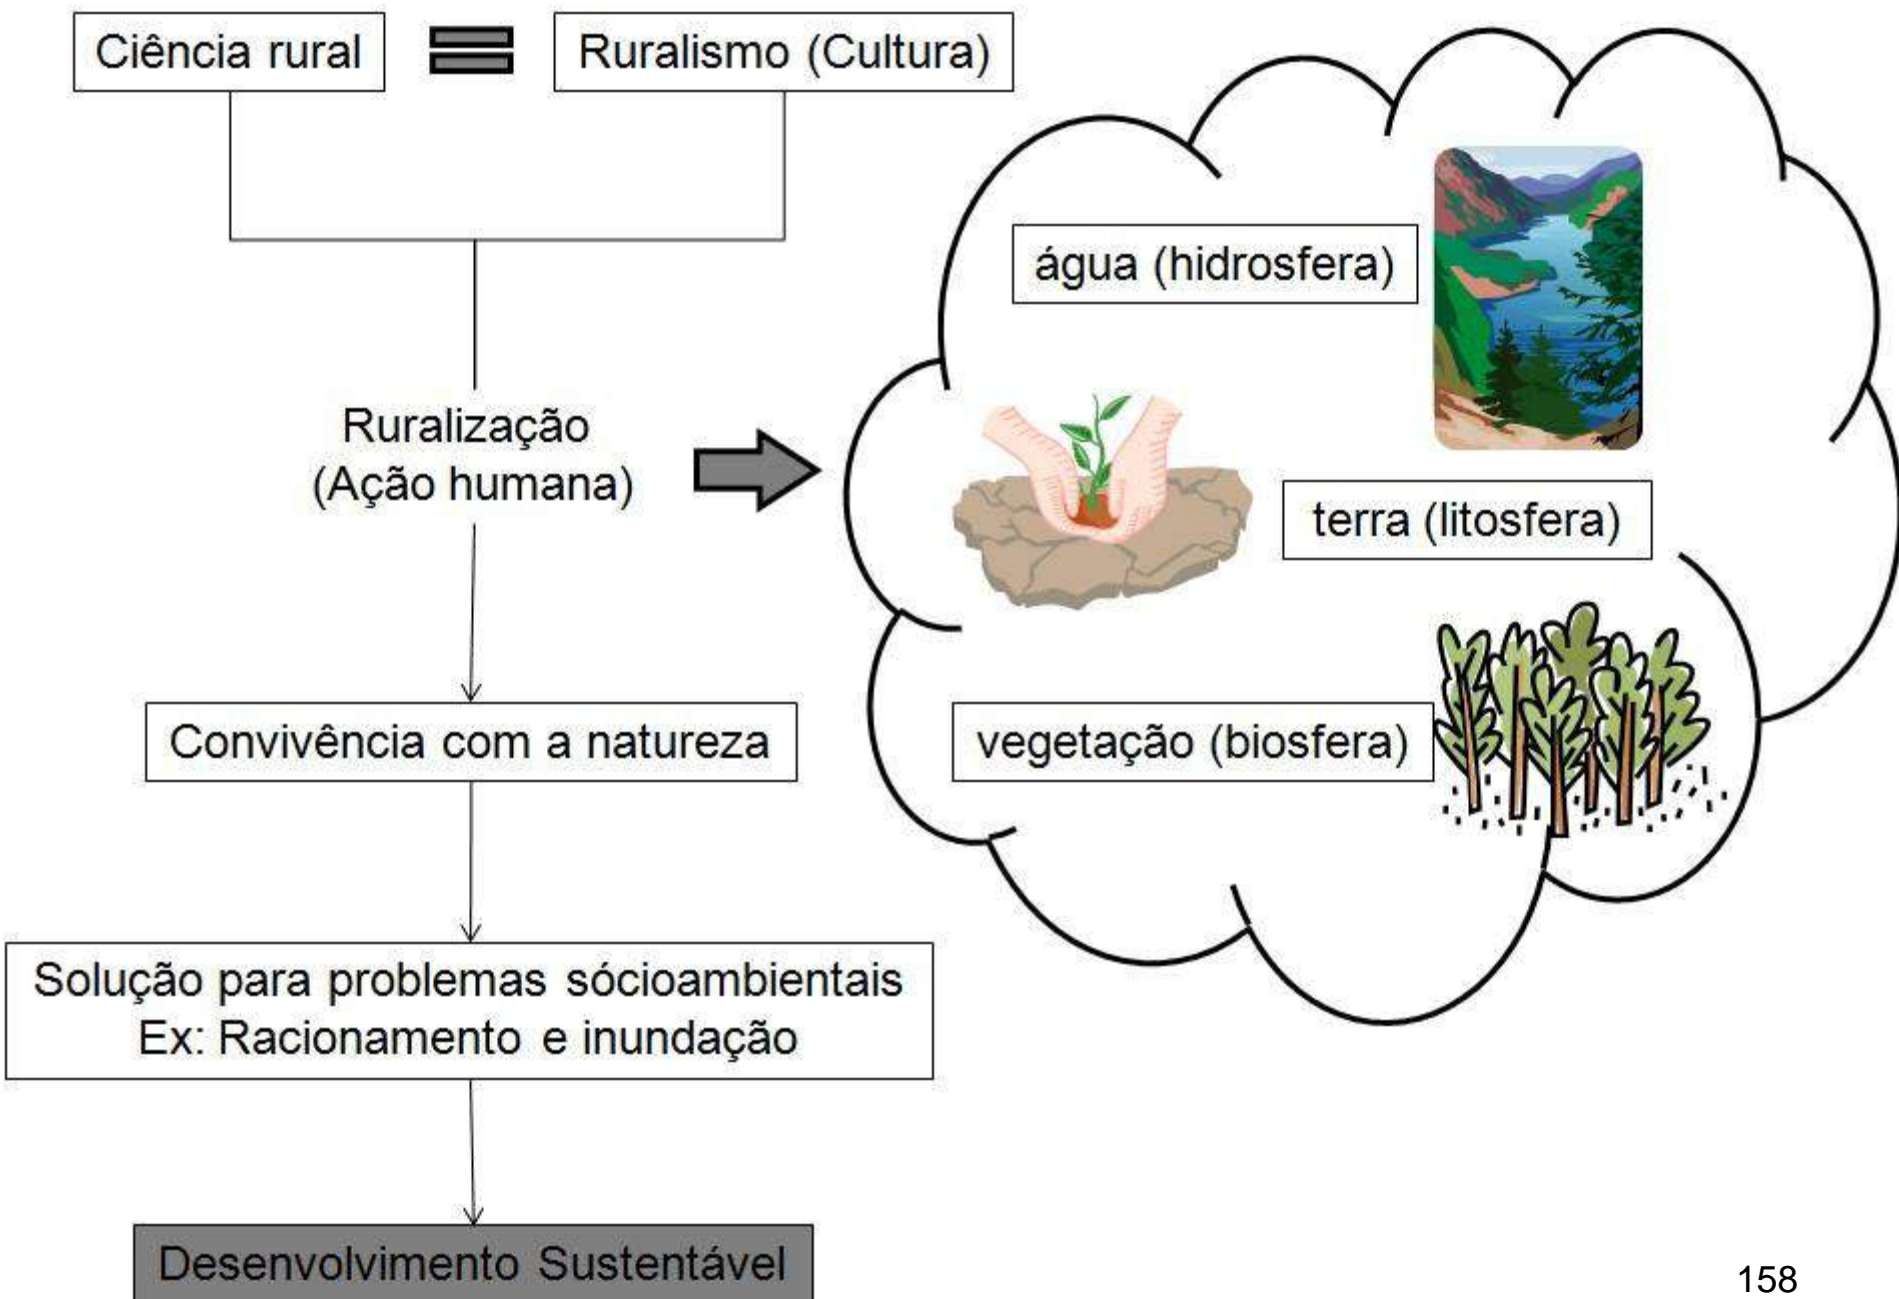 Ciência rural
Ruralismo (Cultura)
água (hidrosfera)
Ruralização
(Ação humana)
terra (litosfera)
Convivência com a natureza
vegetação (biosfera)
Solução para problemas sócioambientais
Ex: Racionamento e inundação
Desenvolvimento Sustentável
158